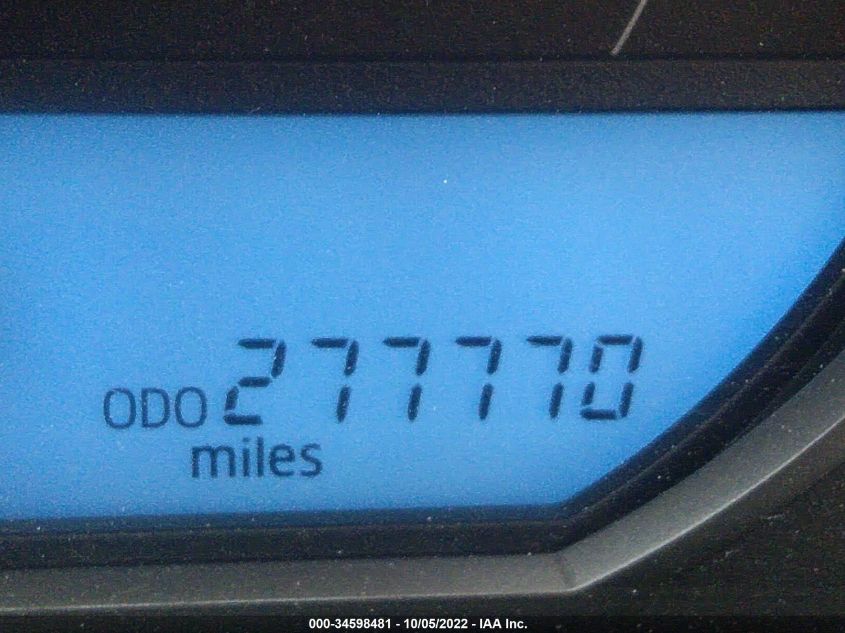 ODO 277770
miles
000-34598481 - 10/05/2022 - IAA Inc.